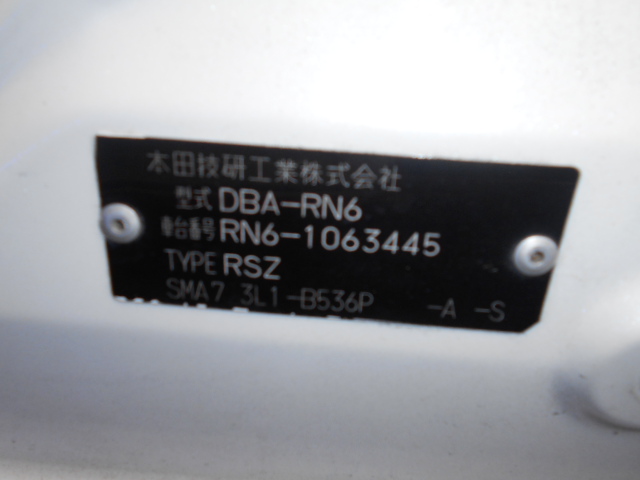 本田技研工業株式会社
型式 DBA-RN6
車台番号 RN6-1063445
TYPE RSZ
SMA7 3L1-B536P -A -S